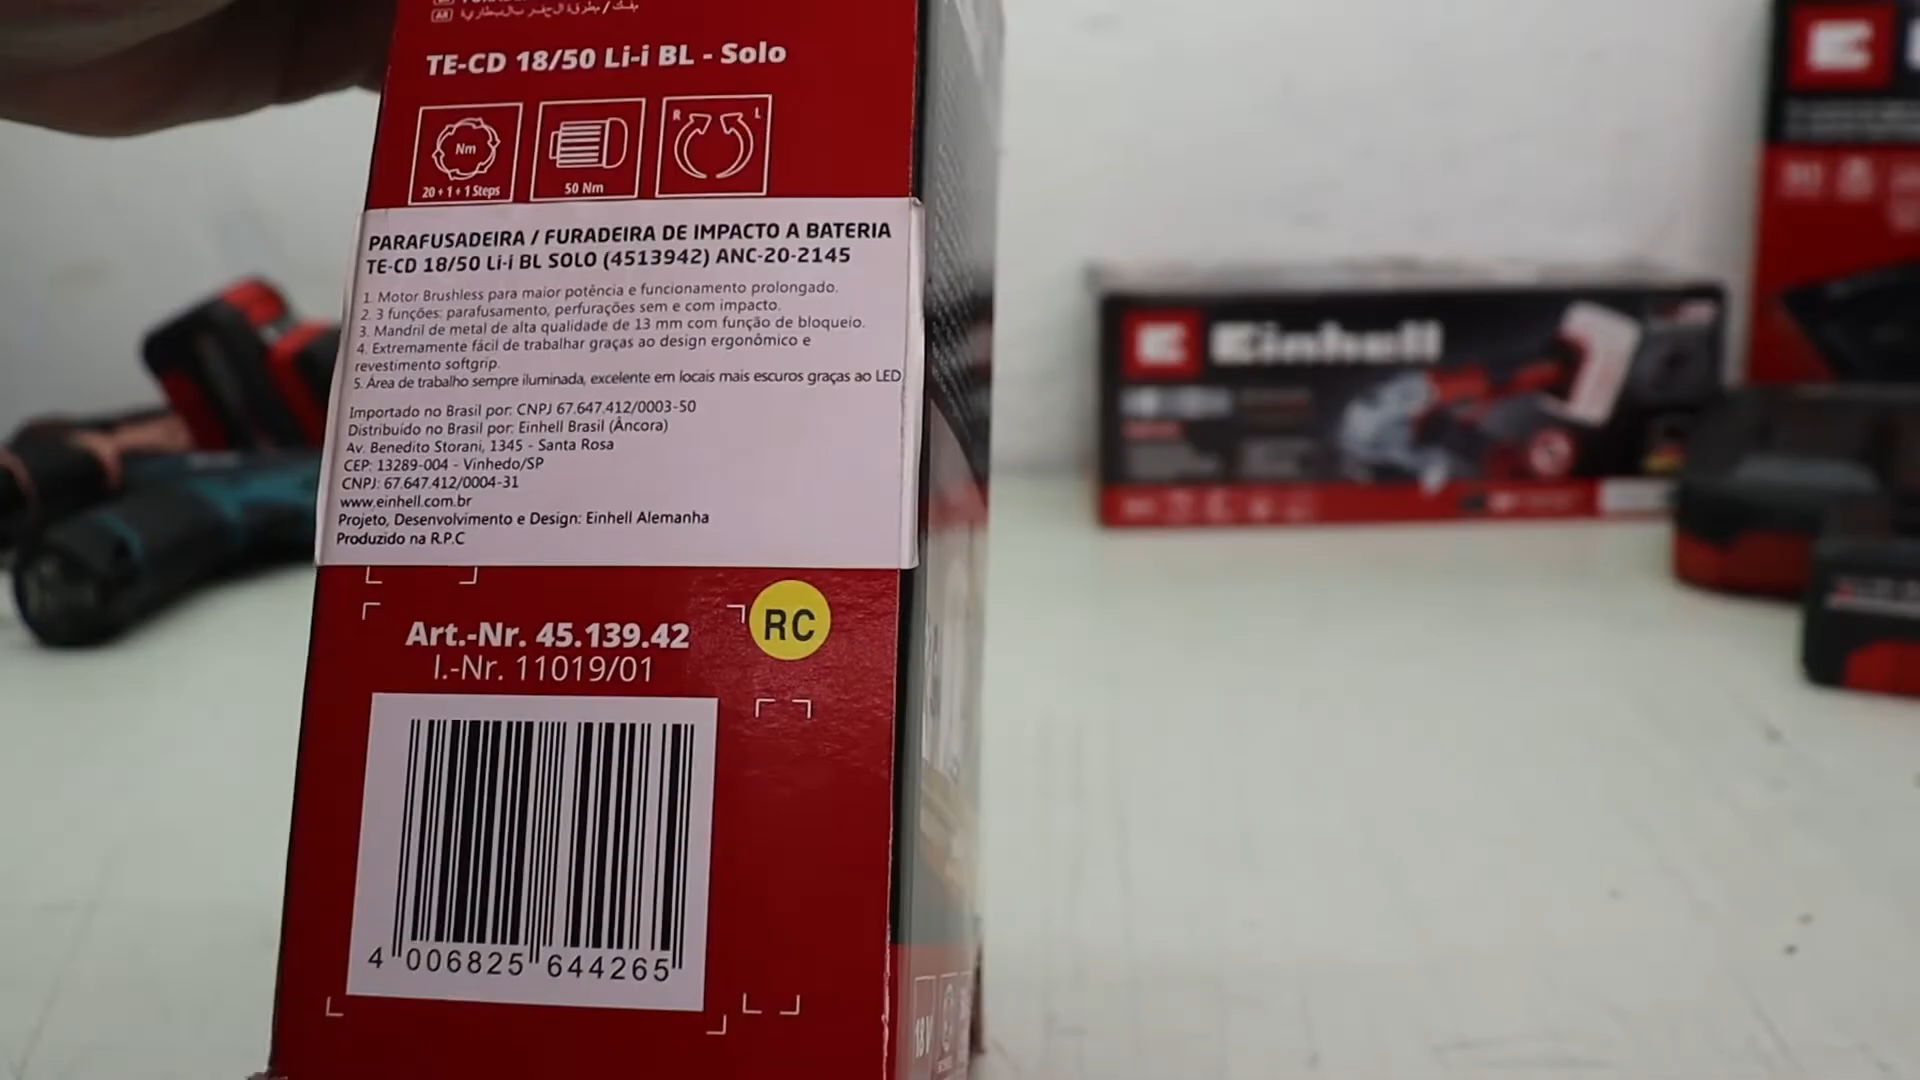 TE-CD 18/50 Li-i BL - Solo
Nm
20 + 1 + 1 Steps
50 Nm
R L
PARAFUSADEIRA / FURADEIRA DE IMPACTO A BATERIA
TE-CD 18/50 Li-i BL SOLO (4513942) ANC-20-2145
1. Motor Brushless para maior potência e funcionamento prolongado.
2. 3 funções: parafusamento, perfurações sem e com impacto.
3. Mandril de metal de alta qualidade de 13 mm com função de bloqueio.
4. Extremamente fácil de trabalhar graças ao design ergonômico e
revestimento softgrip.
5. Área de trabalho sempre iluminada, excelente em locais mais escuros graças ao LED
Importado no Brasil por: CNPJ 67.647.412/0003-50
Distribuído no Brasil por: Einhell Brasil (Âncora)
Av. Benedito Storani, 1345 - Santa Rosa
CEP: 13289-004 - Vinhedo/SP
CNPJ: 67.647.412/0004-31
www.einhell.com.br
Projeto, Desenvolvimento e Design: Einhell Alemanha
Produzido na R.P.C
Art.-Nr. 45.139.42
RC
I.-Nr. 11019/01
4 006825 644265
18 V
Einhell